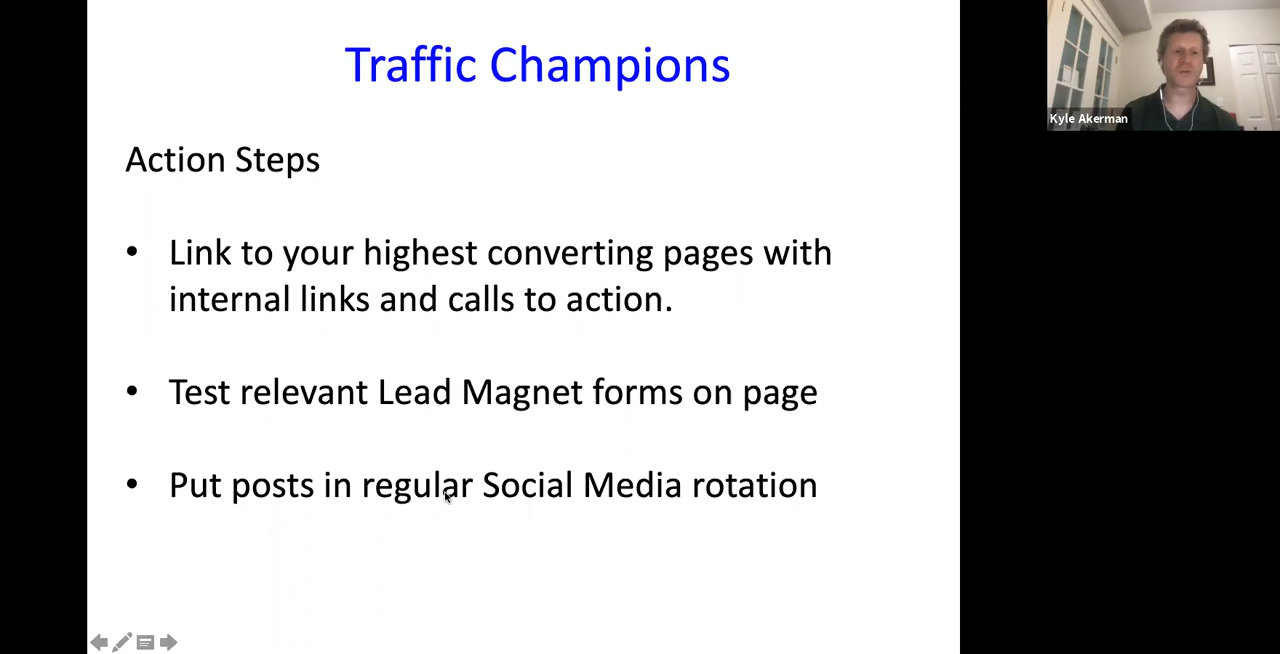 Traffic Champions
Kyle Akerman
Action Steps
• Link to your highest converting pages with
internal links and calls to action.
• Test relevant Lead Magnet forms on page
• Put posts in regular Social Media rotation